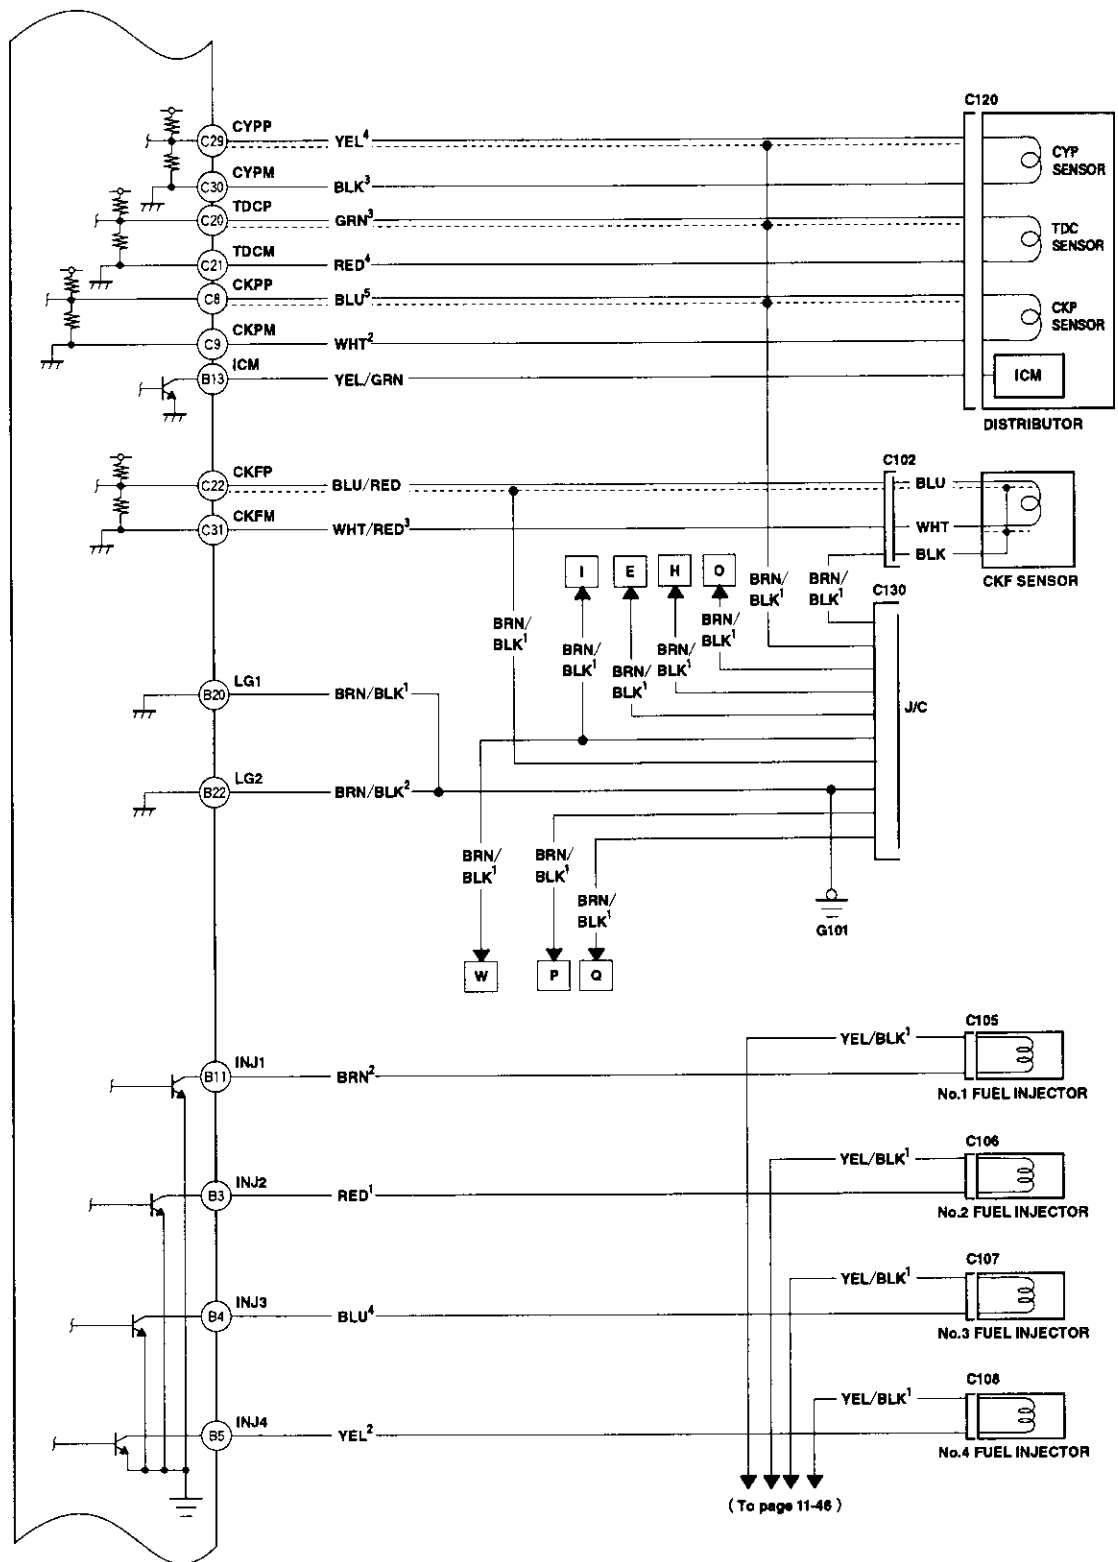 C120
CYPP
C29
YEL4
CYP
SENSOR
CYPM
C30
BLK3
TDCP
C20
GRN3
TDC
SENSOR
TDCM
C21
RED4
CKPP
C8
BLU5
CKP
SENSOR
CKPM
C9
WHT2
ICM
B13
YEL/GRN
ICM
DISTRIBUTOR
C102
CKFP
C22
BLU/RED
BLU
CKFM
C31
WHT/RED3
WHT
BLK
CKF SENSOR
I
E
H
O
BRN/
BLK1
BRN/
BLK1
C130
BRN/
BLK1
BRN/
BLK1
BRN/
BLK1
BRN/
BLK1
BRN/
BLK1
J/C
LG1
B20
BRN/BLK1
LG2
B22
BRN/BLK2
BRN/
BLK1
BRN/
BLK1
BRN/
BLK1
G101
W
P
Q
C105
YEL/BLK1
INJ1
B11
BRN2
No.1 FUEL INJECTOR
C106
YEL/BLK1
INJ2
B3
RED1
No.2 FUEL INJECTOR
C107
YEL/BLK1
INJ3
B4
BLU4
No.3 FUEL INJECTOR
C108
YEL/BLK1
INJ4
B5
YEL2
No.4 FUEL INJECTOR
( To page 11-46 )